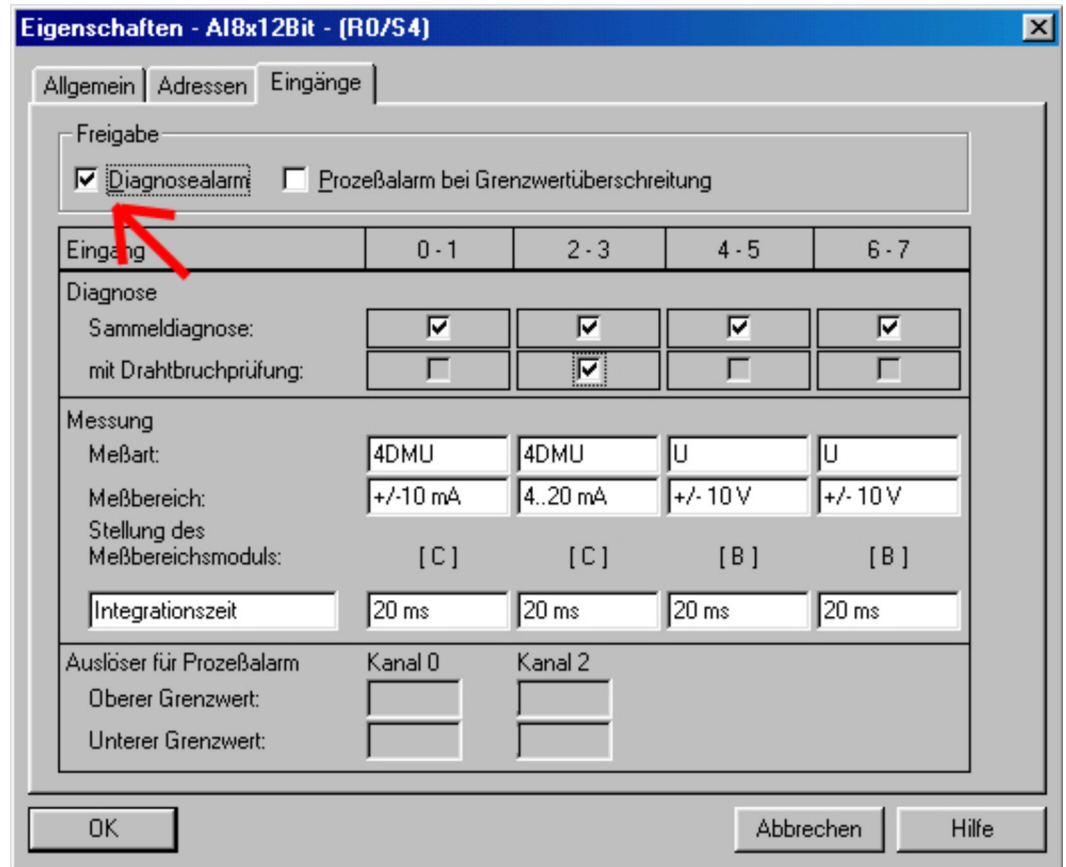 Eigenschaften - AI8x12Bit - (R0/S4)
Allgemein Adressen Eingänge
Freigabe
Diagnosealarm Prozeßalarm bei Grenzwertüberschreitung
Eingang 0 - 1 2 - 3 4 - 5 6 - 7
Diagnose
Sammeldiagnose:
mit Drahtbruchprüfung:
Messung
Meßart: 4DMU 4DMU U U
Meßbereich: +/-10 mA 4..20 mA +/- 10 V +/- 10 V
Stellung des
Meßbereichsmoduls: [ C ] [ C ] [ B ] [ B ]
Integrationszeit 20 ms 20 ms 20 ms 20 ms
Auslöser für Prozeßalarm Kanal 0 Kanal 2
Oberer Grenzwert:
Unterer Grenzwert:
OK Abbrechen Hilfe